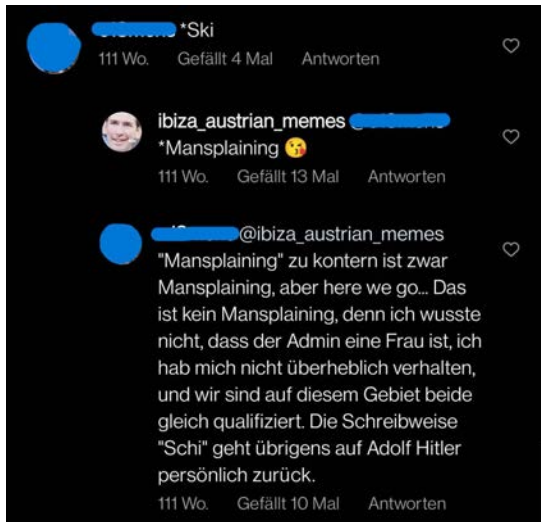 *Ski
111 Wo. Gefällt 4 Mal Antworten
ibiza_austrian_memes
*Mansplaining 😘
111 Wo. Gefällt 13 Mal Antworten
@ibiza_austrian_memes
"Mansplaining" zu kontern ist zwar
Mansplaining, aber here we go... Das
ist kein Mansplaining, denn ich wusste
nicht, dass der Admin eine Frau ist, ich
hab mich nicht überheblich verhalten,
und wir sind auf diesem Gebiet beide
gleich qualifiziert. Die Schreibweise
"Schi" geht übrigens auf Adolf Hitler
persönlich zurück.
111 Wo. Gefällt 10 Mal Antworten